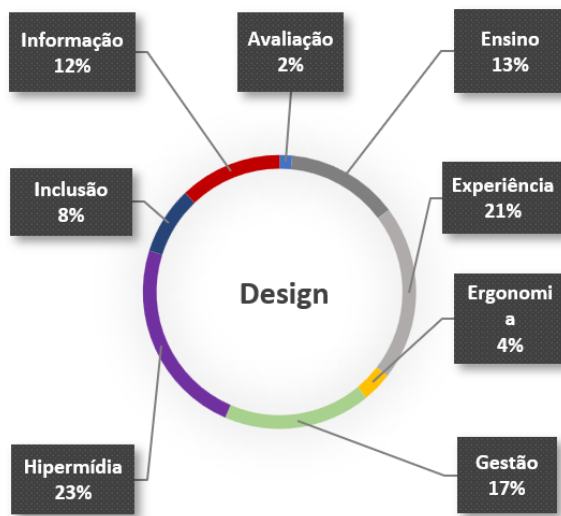 Informação
12%
Avaliação
2%
Ensino
13%
Inclusão
8%
Experiência
21%
Design
Ergonomi
a
4%
Hipermídia
23%
Gestão
17%